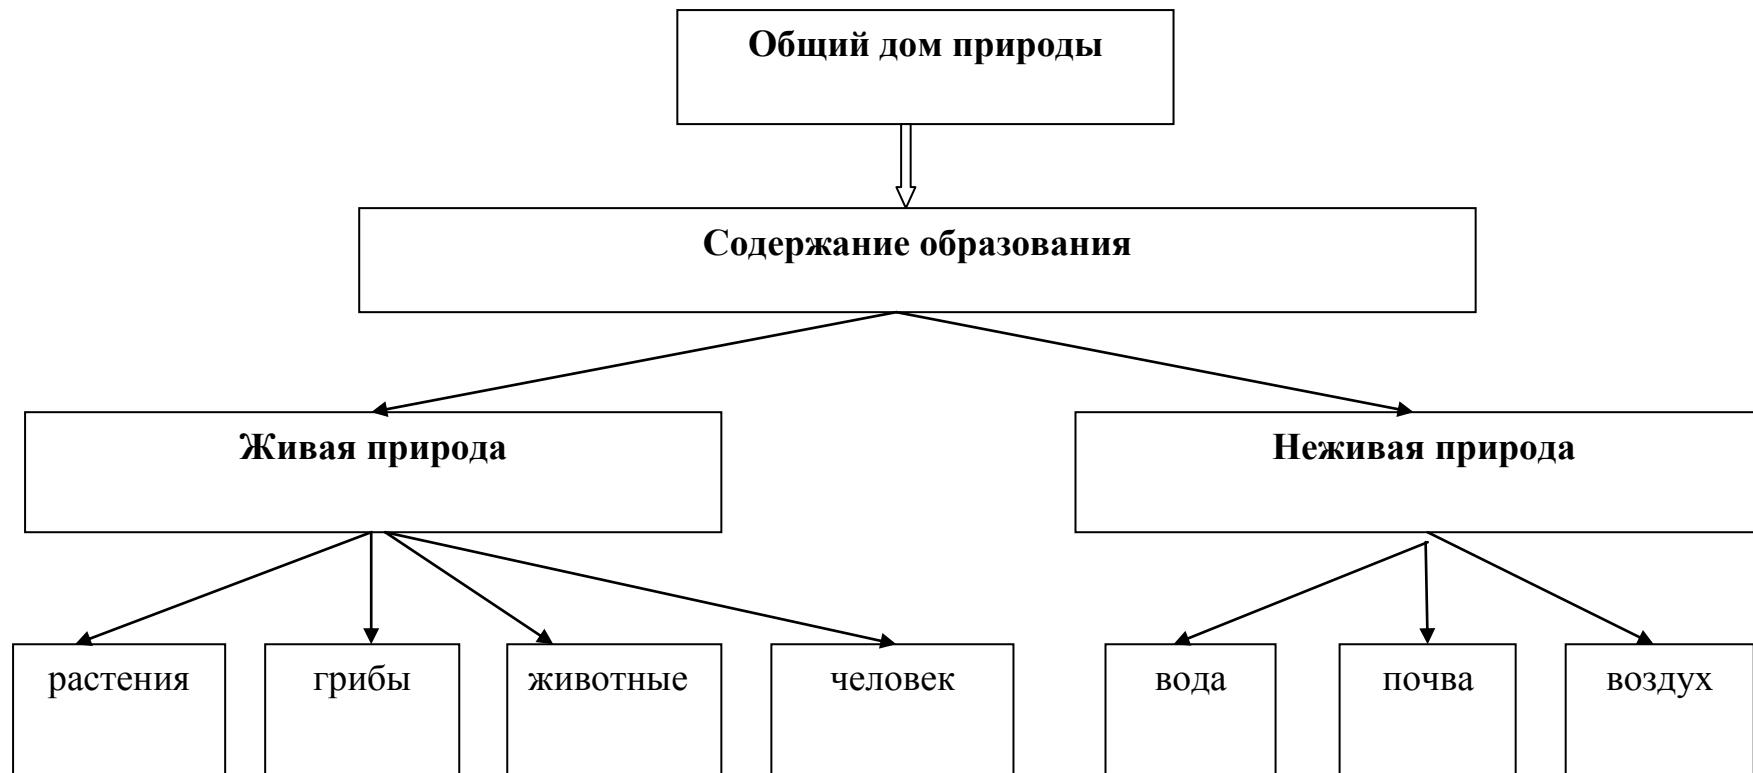 Общий дом природы
Содержание образования
Живая природа
Неживая природа
растения
грибы
животные
человек
вода
почва
воздух